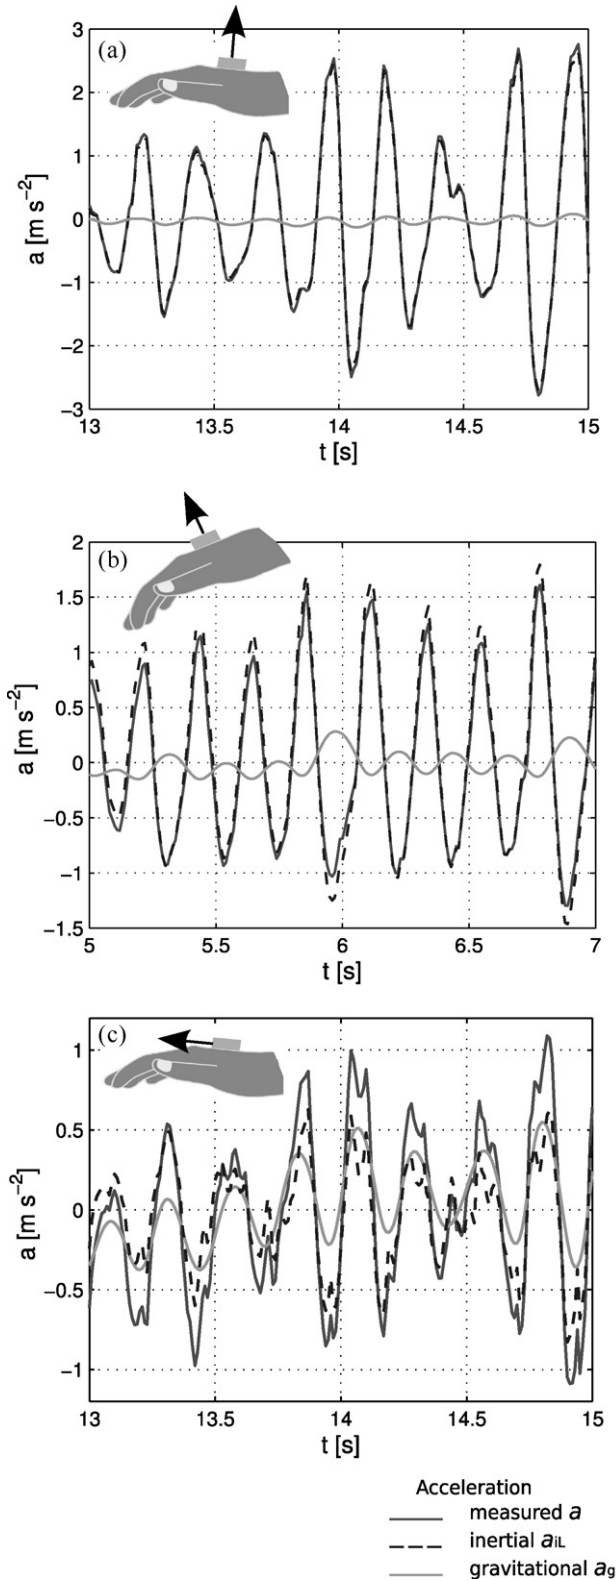 (a)
3
2
1
0
−1
−2
−3
a [m s⁻²]
13 13.5 14 14.5 15
t [s]
(b)
2
1.5
1
0.5
0
−0.5
−1
−1.5
a [m s⁻²]
5 5.5 6 6.5 7
t [s]
(c)
1
0.5
0
−0.5
−1
a [m s⁻²]
13 13.5 14 14.5 15
t [s]
Acceleration
measured a
inertial aiL
gravitational ag